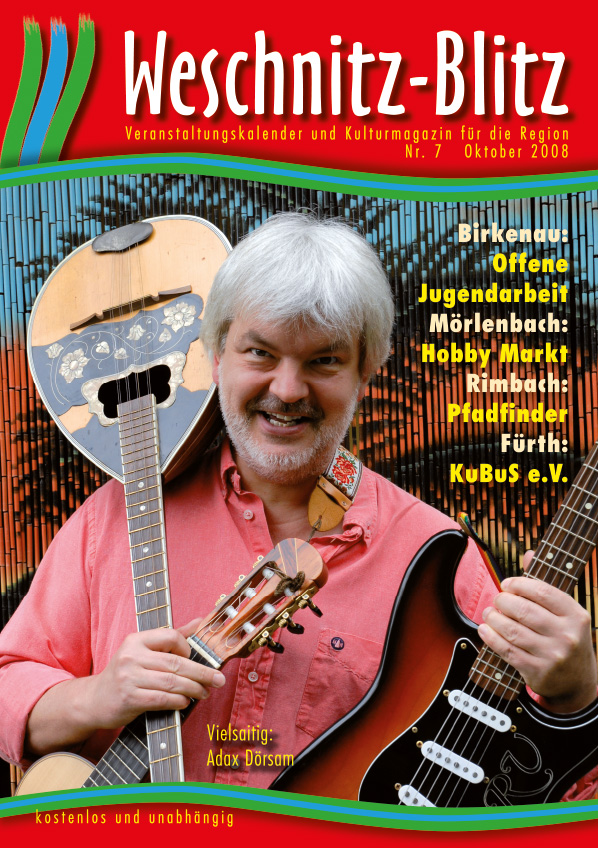 Weschnitz-Blitz
Veranstaltungskalender und Kulturmagazin für die Region
Nr. 7 Oktober 2008
Birkenau:
Offene
Jugendarbeit
Mörlenbach:
Hobby Markt
Rimbach:
Pfadfinder
Fürth:
KuBuS e.V.
Vielsaitig:
Adax Dörsam
kostenlos und unabhängig